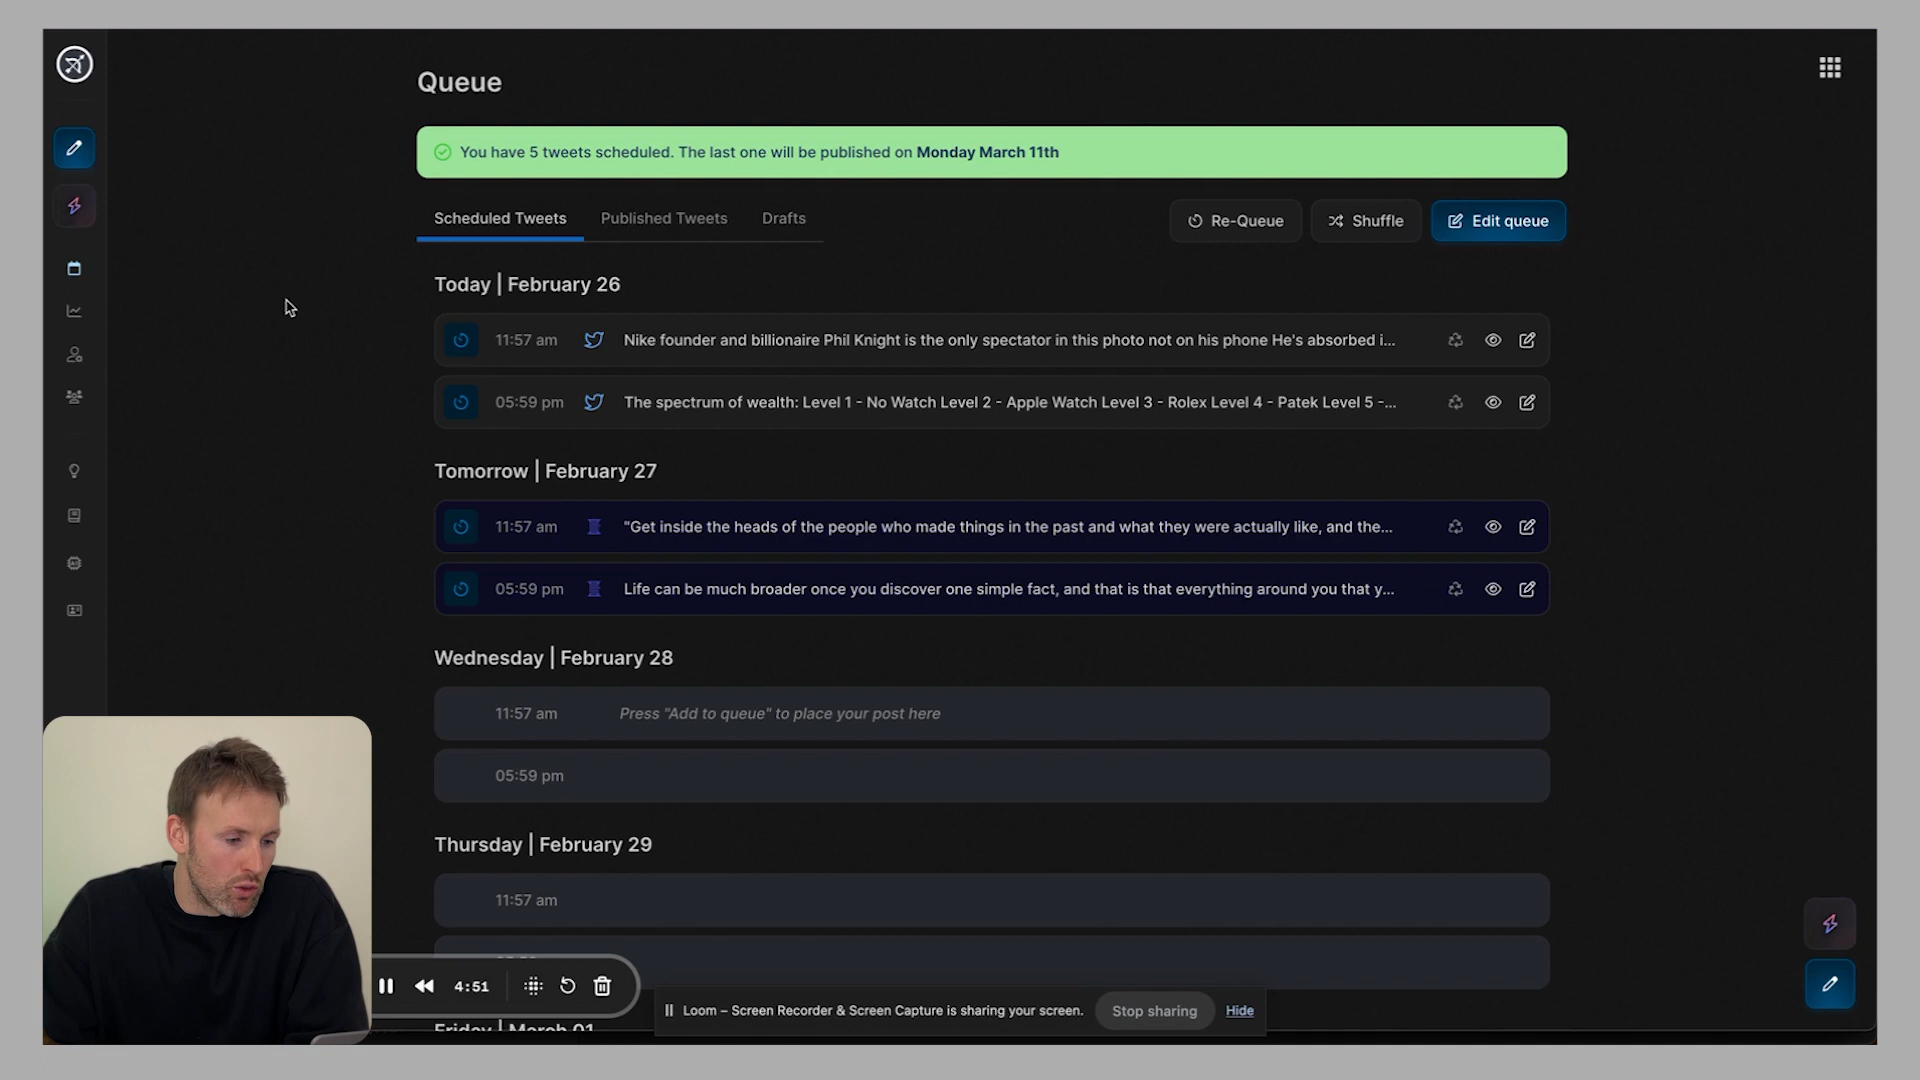 Queue
You have 5 tweets scheduled. The last one will be published on Monday March 11th
Scheduled Tweets
Published Tweets
Drafts
Re-Queue
Shuffle
Edit queue
Today | February 26
11:57 am
Nike founder and billionaire Phil Knight is the only spectator in this photo not on his phone He's absorbed i...
05:59 pm
The spectrum of wealth: Level 1 - No Watch Level 2 - Apple Watch Level 3 - Rolex Level 4 - Patek Level 5 -...
Tomorrow | February 27
11:57 am
"Get inside the heads of the people who made things in the past and what they were actually like, and the...
05:59 pm
Life can be much broader once you discover one simple fact, and that is that everything around you that y...
Wednesday | February 28
11:57 am
Press "Add to queue" to place your post here
05:59 pm
Thursday | February 29
11:57 am
4:51
Loom – Screen Recorder & Screen Capture is sharing your screen.
Stop sharing
Hide
Friday | March 01